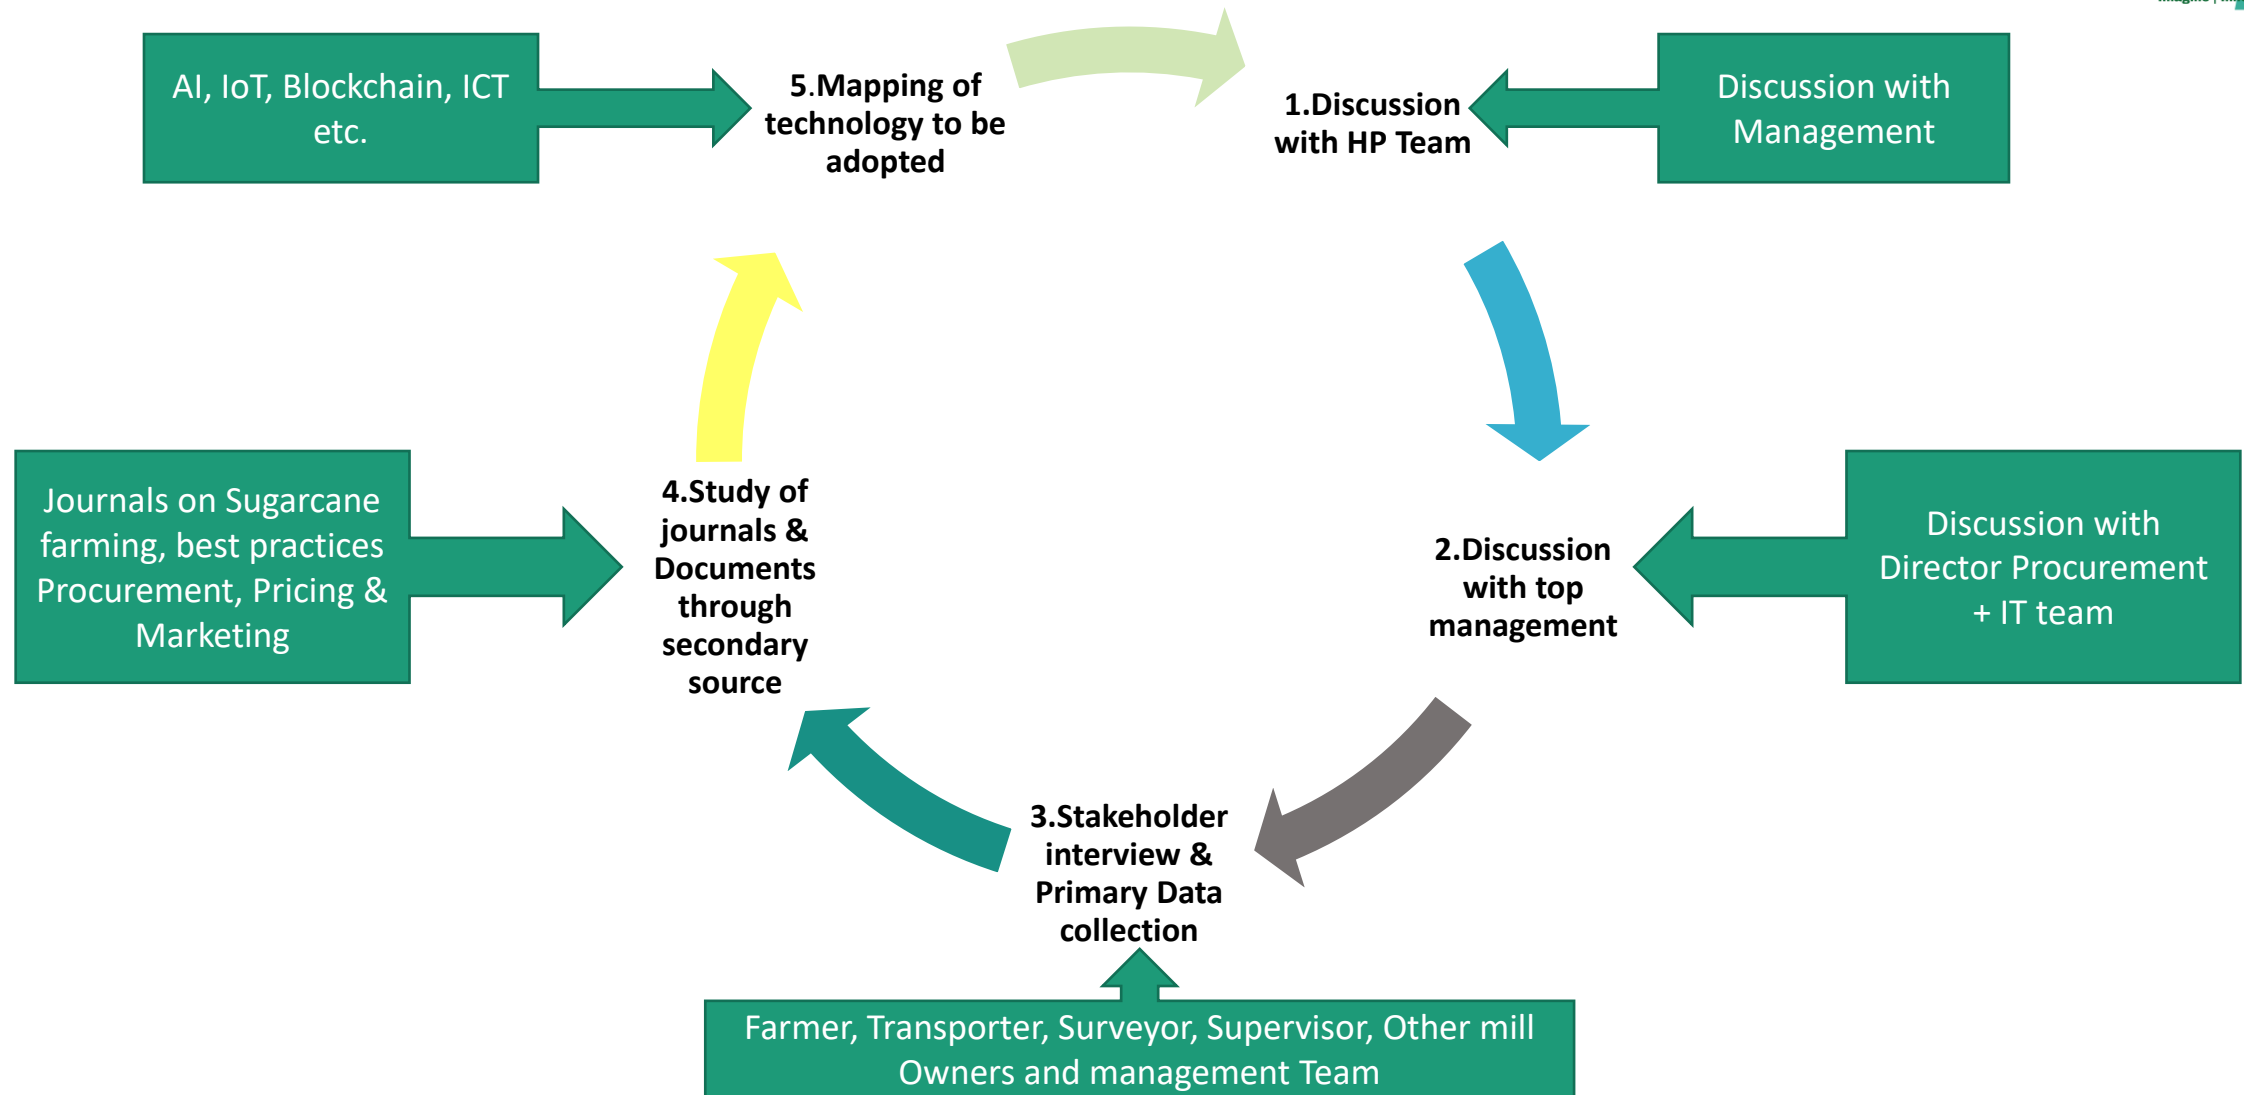 AI, IoT, Blockchain, ICT
etc.
5.Mapping of
technology to be
adopted
1.Discussion
with HP Team
Discussion with
Management
Journals on Sugarcane
farming, best practices
Procurement, Pricing &
Marketing
4.Study of
journals &
Documents
through
secondary
source
2.Discussion
with top
management
Discussion with
Director Procurement
+ IT team
3.Stakeholder
interview &
Primary Data
collection
Farmer, Transporter, Surveyor, Supervisor, Other mill
Owners and management Team